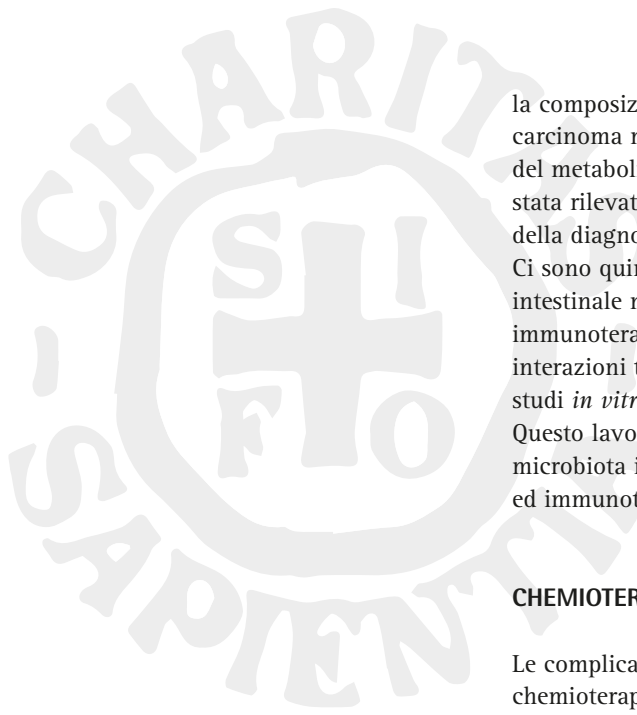 CHARITAS
S I
F O
- SAPIENTIA
la composiz
carcinoma r
del metabol
stata rilevat
della diagno
Ci sono quin
intestinale r
immunotera
interazioni t
studi in vitr
Questo lavo
microbiota i
ed immunot
CHEMIOTER
Le complica
chemioterap